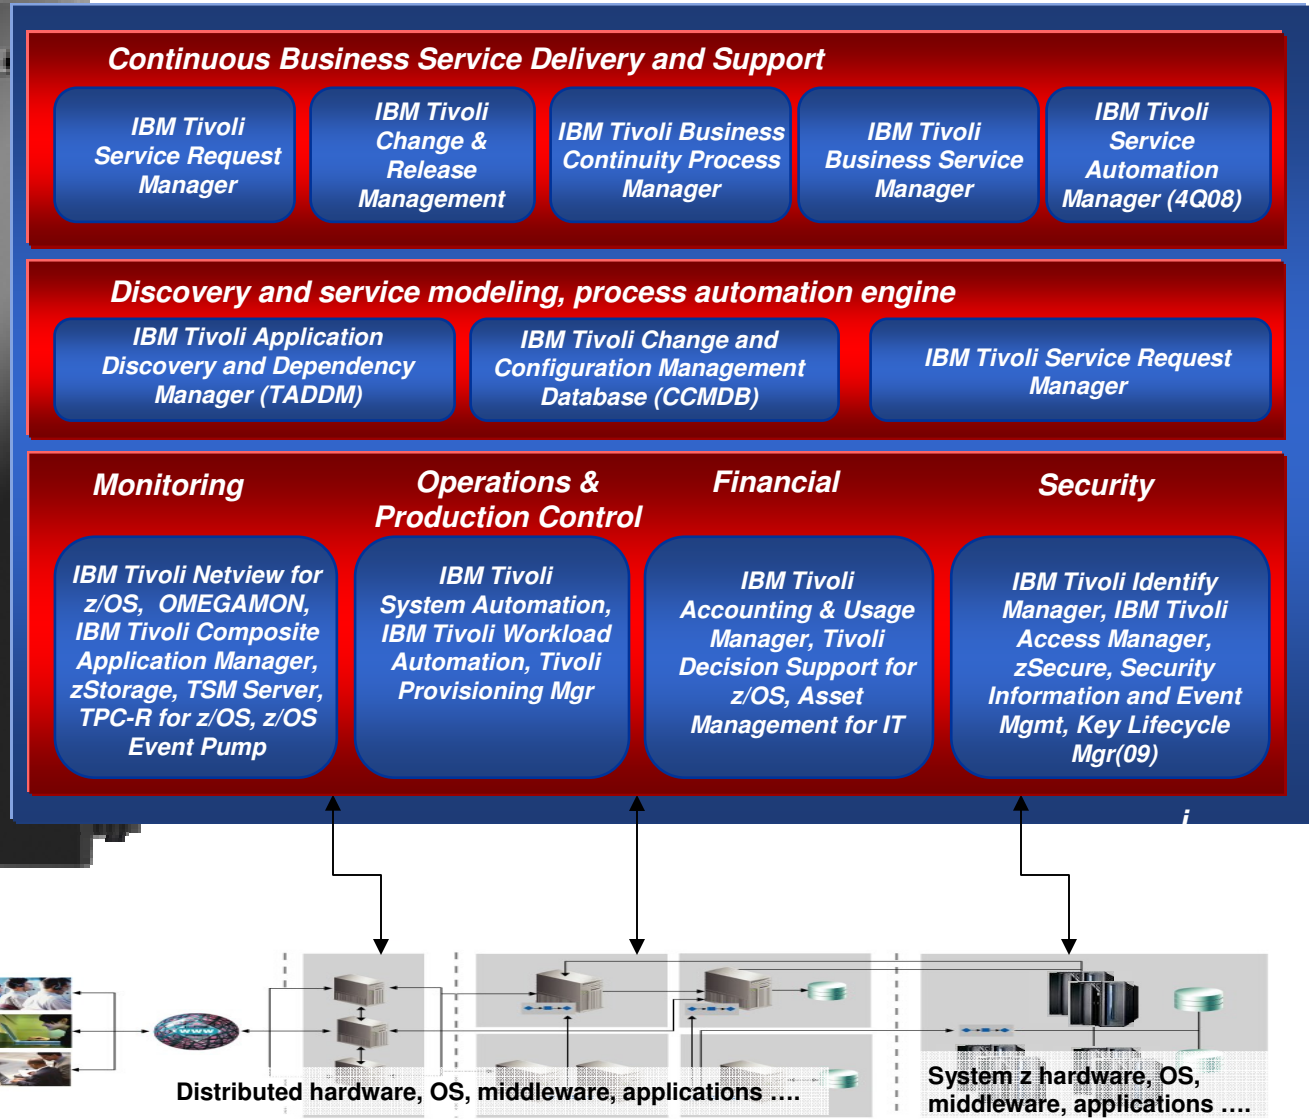 Continuous Business Service Delivery and Support
IBM Tivoli
Service Request
Manager
IBM Tivoli
Change &
Release
Management
IBM Tivoli Business
Continuity Process
Manager
IBM Tivoli
Business Service
Manager
IBM Tivoli
Service
Automation
Manager (4Q08)
Discovery and service modeling, process automation engine
IBM Tivoli Application
Discovery and Dependency
Manager (TADDM)
IBM Tivoli Change and
Configuration Management
Database (CCMDB)
IBM Tivoli Service Request
Manager
Monitoring
Operations &
Production Control
Financial
Security
IBM Tivoli Netview for
z/OS, OMEGAMON,
IBM Tivoli Composite
Application Manager,
zStorage, TSM Server,
TPC-R for z/OS, z/OS
Event Pump
IBM Tivoli
System Automation,
IBM Tivoli Workload
Automation, Tivoli
Provisioning Mgr
IBM Tivoli
Accounting & Usage
Manager, Tivoli
Decision Support for
z/OS, Asset
Management for IT
IBM Tivoli Identify
Manager, IBM Tivoli
Access Manager,
zSecure, Security
Information and Event
Mgmt, Key Lifecycle
Mgr(09)
i
www
Distributed hardware, OS, middleware, applications ….
System z hardware, OS,
middleware, applications ….